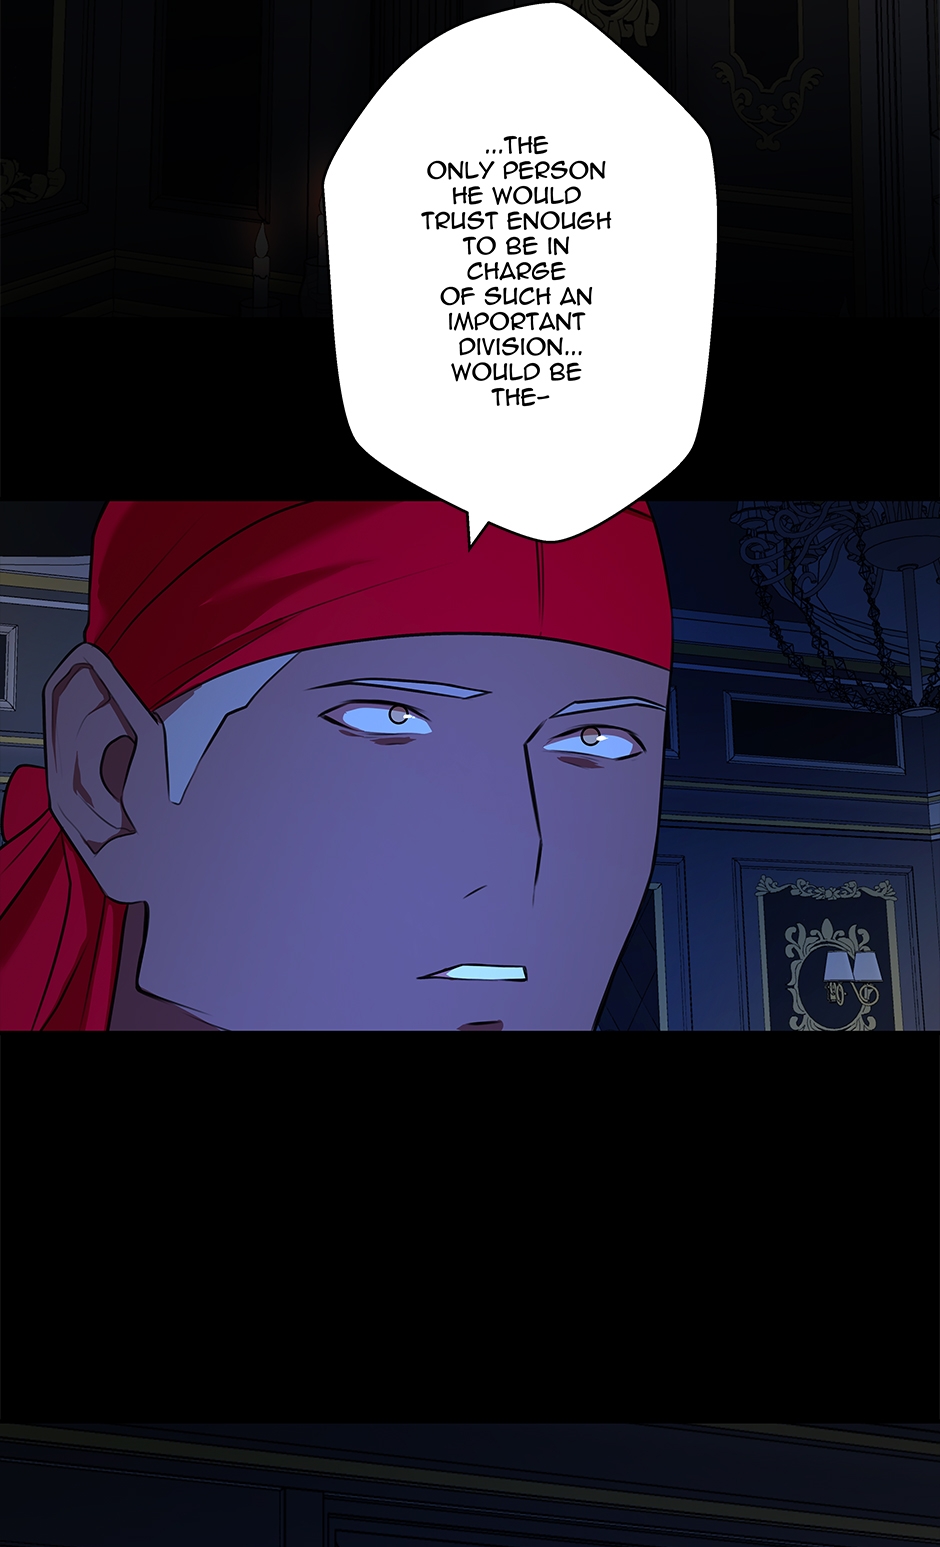 ...THE
ONLY PERSON
HE WOULD
TRUST ENOUGH
TO BE IN
CHARGE
OF SUCH AN
IMPORTANT
DIVISION...
WOULD BE
THE-